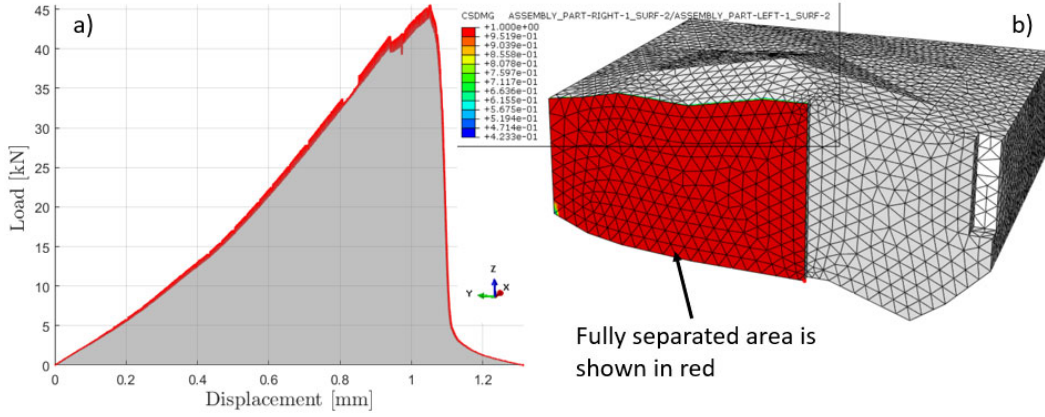 a)
Load [kN]
45
40
35
30
25
20
15
10
5
0
0
0.2
0.4
0.6
0.8
1
1.2
Displacement [mm]
Z
Y
X
CSDMG ASSEMBLY_PART-RIGHT-1_SURF-2/ASSEMBLY_PART-LEFT-1_SURF-2
+1.000e+00
+9.519e-01
+9.039e-01
+8.558e-01
+8.078e-01
+7.597e-01
+7.117e-01
+6.636e-01
+6.155e-01
+5.675e-01
+5.194e-01
+4.714e-01
+4.233e-01
b)
Fully separated area is
shown in red